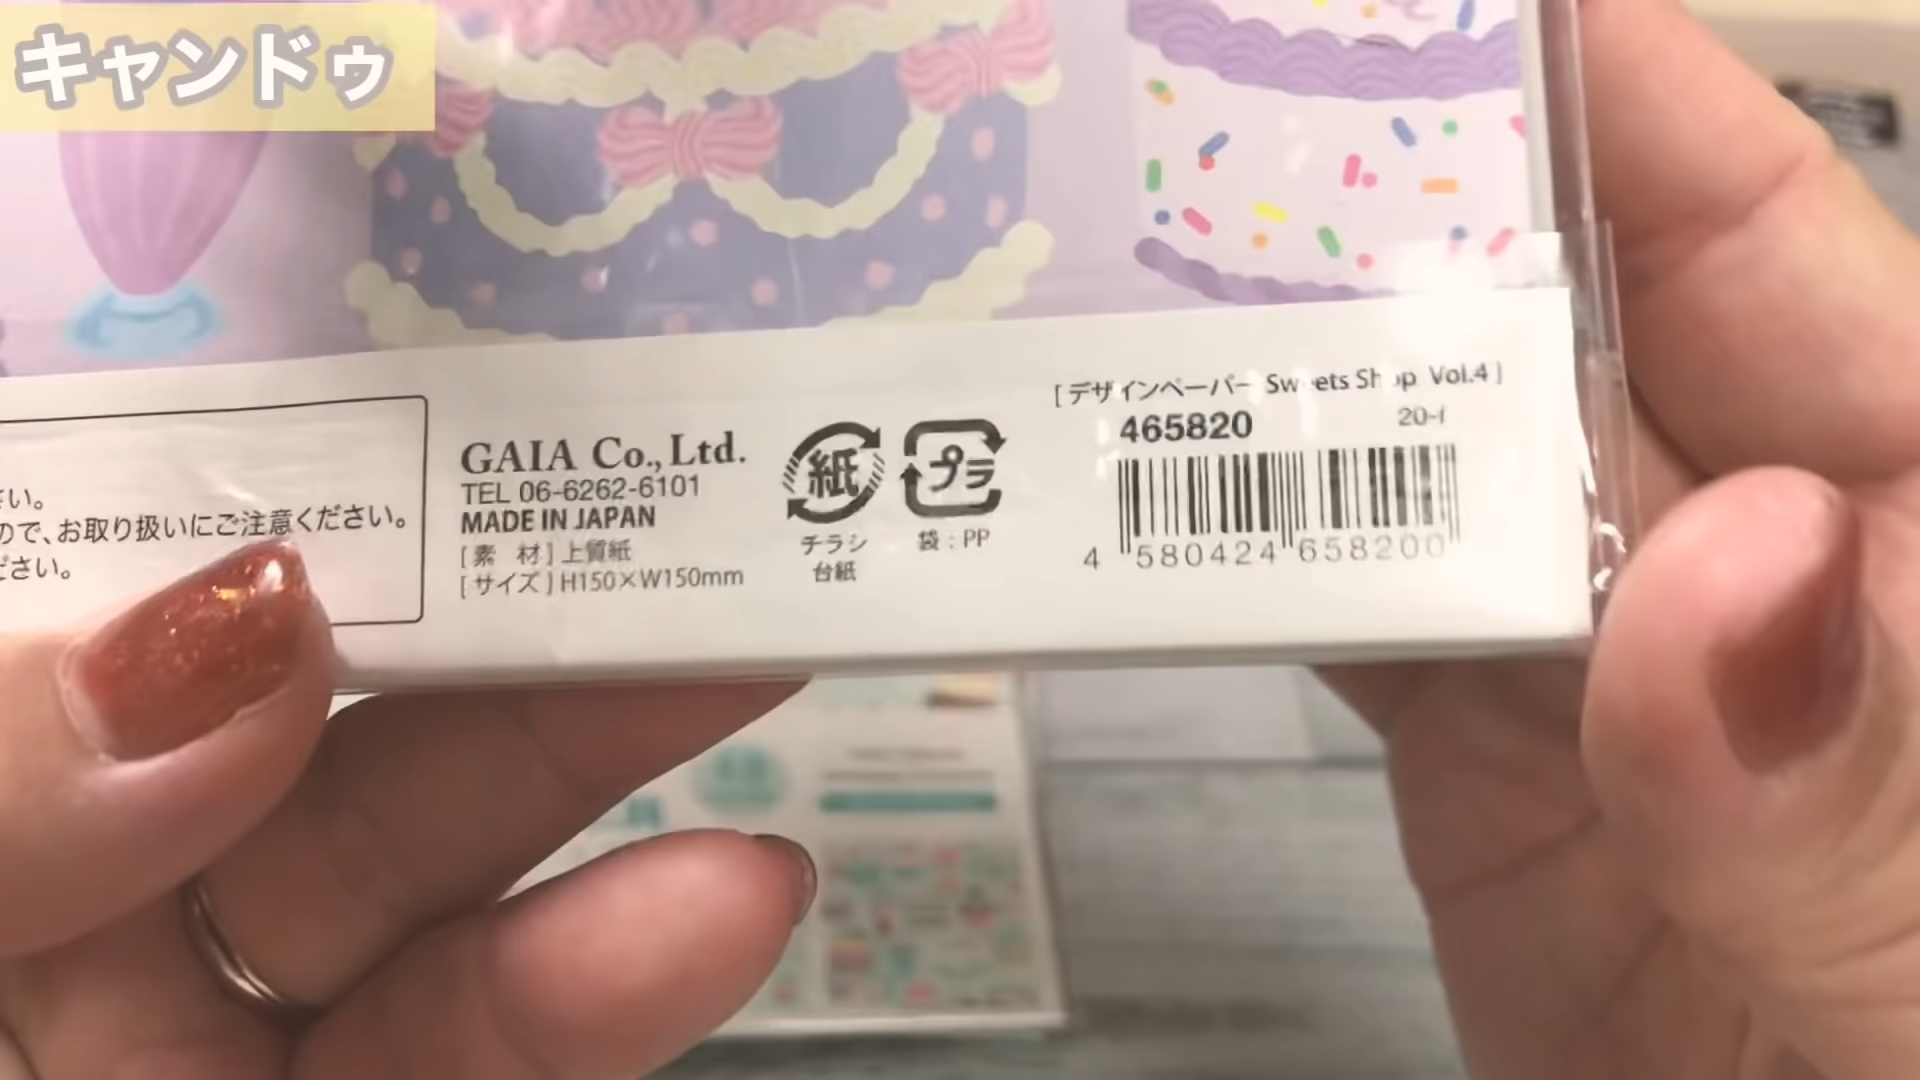 キャンドゥ
[デザインペーパー Sweets Shop Vol.4]
465820
4 580424 658200
GAIA Co., Ltd.
TEL 06-6262-6101
MADE IN JAPAN
[素 材]上質紙
[サイズ]H150×W150mm
紙
チラシ
台紙
プラ
袋：PP
さい。
ので、お取り扱いにご注意ください。
ださい。